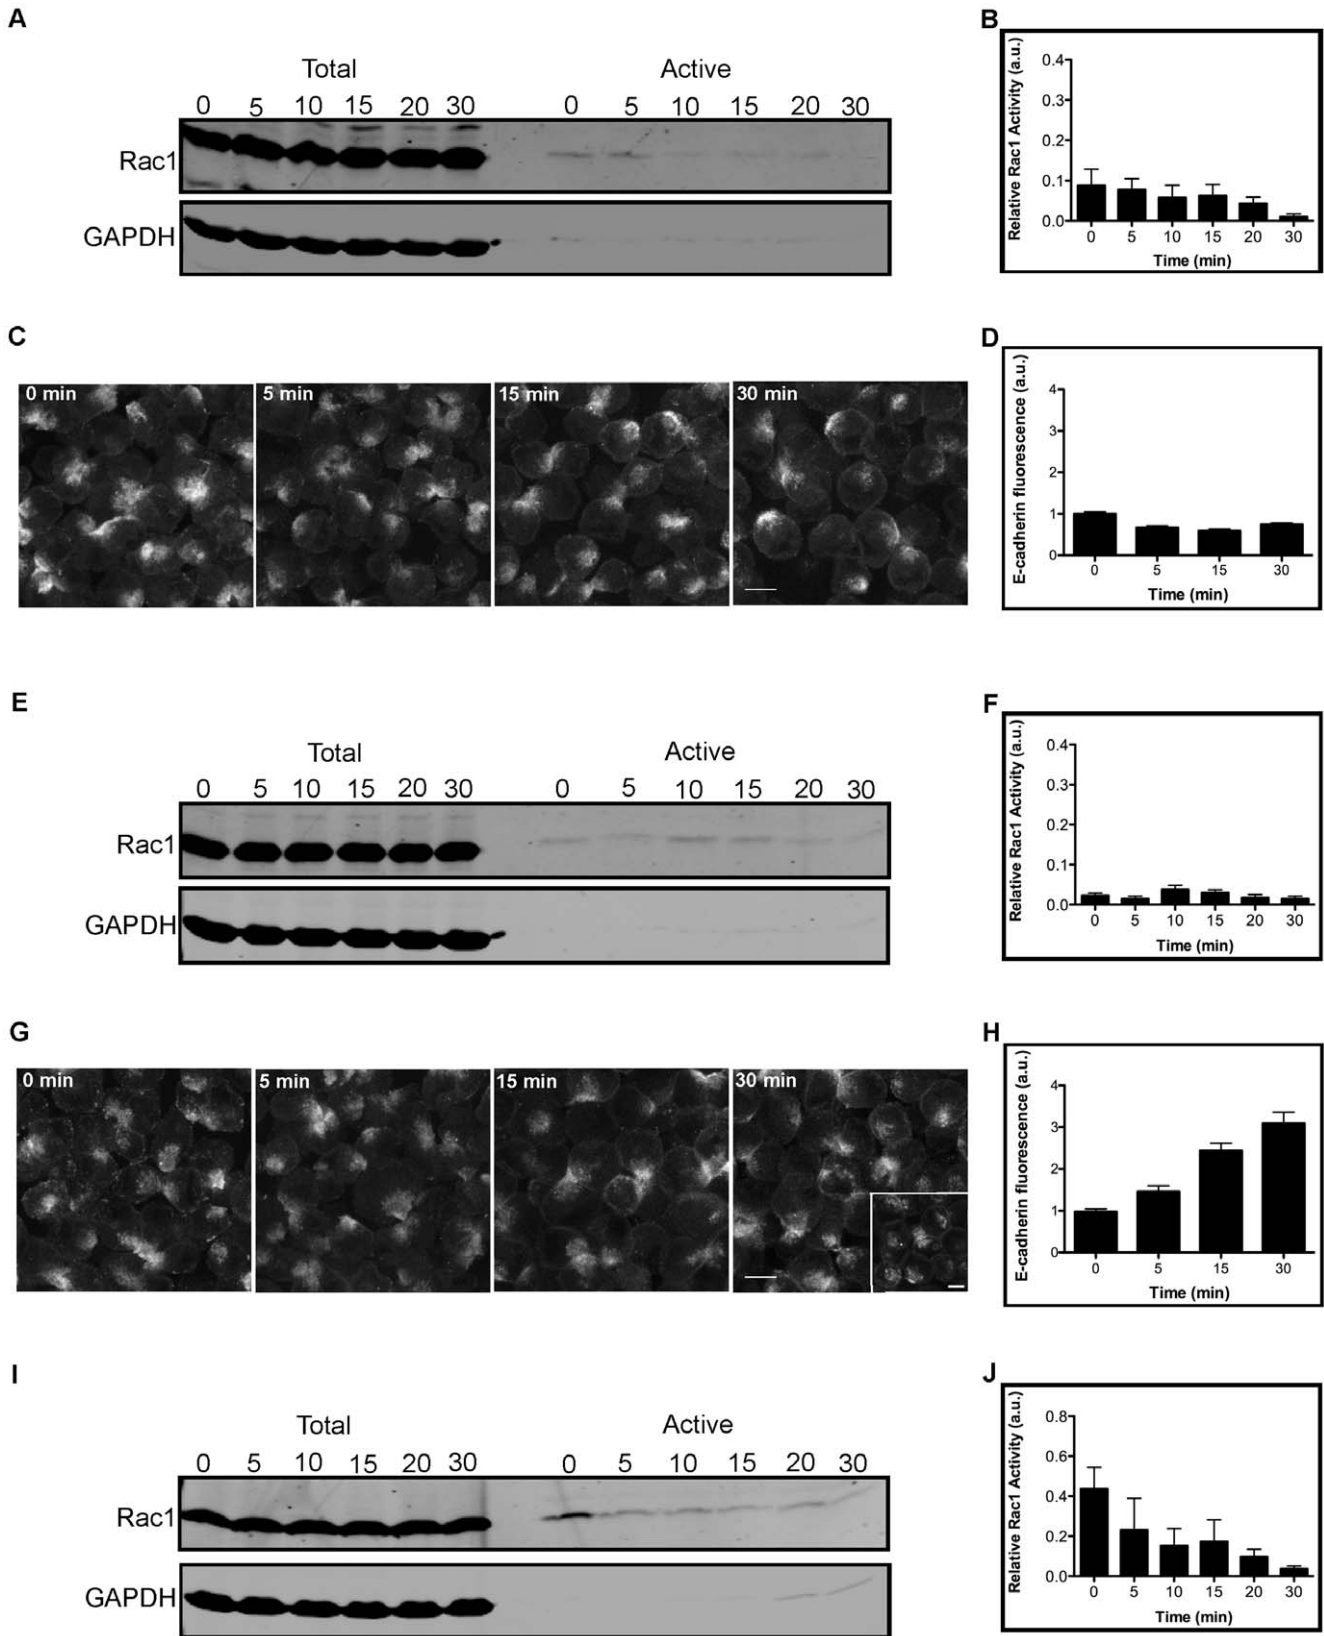 A
Total Active
0 5 10 15 20 30 0 5 10 15 20 30
Rac1
GAPDH
B
Relative Rac1 Activity (a.u.)
0.4
0.3
0.2
0.1
0.0
0 5 10 15 20 30
Time (min)
C
0 min 5 min 15 min 30 min
D
E-cadherin fluorescence (a.u.)
4
3
2
1
0
0 5 15 30
Time (min)
E
Total Active
0 5 10 15 20 30 0 5 10 15 20 30
Rac1
GAPDH
F
Relative Rac1 Activity (a.u.)
0.4
0.3
0.2
0.1
0.0
0 5 10 15 20 30
Time (min)
G
0 min 5 min 15 min 30 min
H
E-cadherin fluorescence (a.u.)
4
3
2
1
0
0 5 15 30
Time (min)
I
Total Active
0 5 10 15 20 30 0 5 10 15 20 30
Rac1
GAPDH
J
Relative Rac1 Activity (a.u.)
0.8
0.6
0.4
0.2
0.0
0 5 10 15 20 30
Time (min)